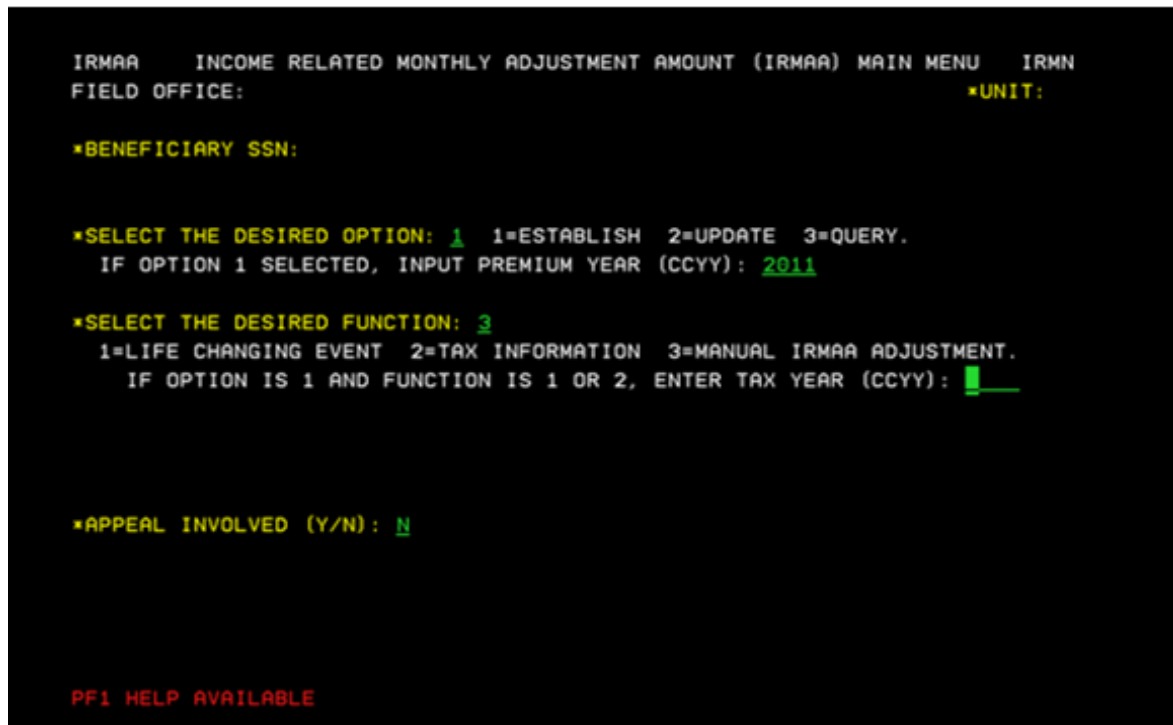 IRMAA INCOME RELATED MONTHLY ADJUSTMENT AMOUNT (IRMAA) MAIN MENU IRMN
FIELD OFFICE: *UNIT:
*BENEFICIARY SSN:
*SELECT THE DESIRED OPTION: 1 1=ESTABLISH 2=UPDATE 3=QUERY.
IF OPTION 1 SELECTED, INPUT PREMIUM YEAR (CCYY): 2011
*SELECT THE DESIRED FUNCTION: 3
1=LIFE CHANGING EVENT 2=TAX INFORMATION 3=MANUAL IRMAA ADJUSTMENT.
IF OPTION IS 1 AND FUNCTION IS 1 OR 2, ENTER TAX YEAR (CCYY):
*APPEAL INVOLVED (Y/N): N
PF1 HELP AVAILABLE